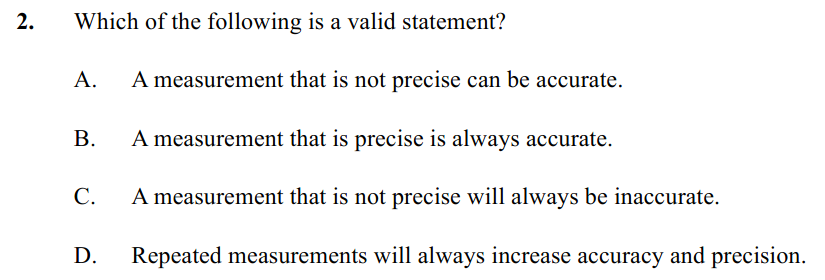 2. Which of the following is a valid statement?
A. A measurement that is not precise can be accurate.
B. A measurement that is precise is always accurate.
C. A measurement that is not precise will always be inaccurate.
D. Repeated measurements will always increase accuracy and precision.